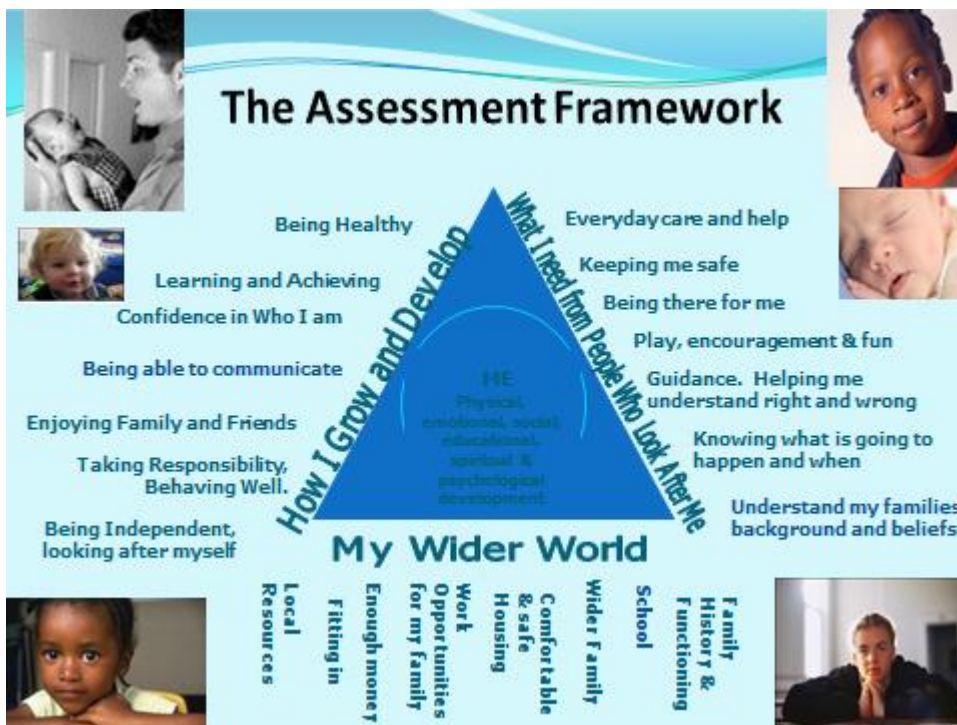 The Assessment Framework
Being Healthy
Learning and Achieving
Confidence in Who I am
Being able to communicate
Enjoying Family and Friends
Taking Responsibility,
Behaving Well.
Being Independent,
looking after myself
How I Grow and Develop
What I need from People Who Look After Me
Everyday care and help
Keeping me safe
Being there for me
Play, encouragement & fun
Guidance. Helping me
understand right and wrong
Knowing what is going to
happen and when
Understand my families
background and beliefs
ME
Physical,
emotional, social,
educational,
spiritual &
psychological
development
My Wider World
Local
Resources
Fitting in
Enough money
Work
Opportunities
for my family
Comfortable
& safe
Housing
Wider Family
School
Family
History &
Functioning